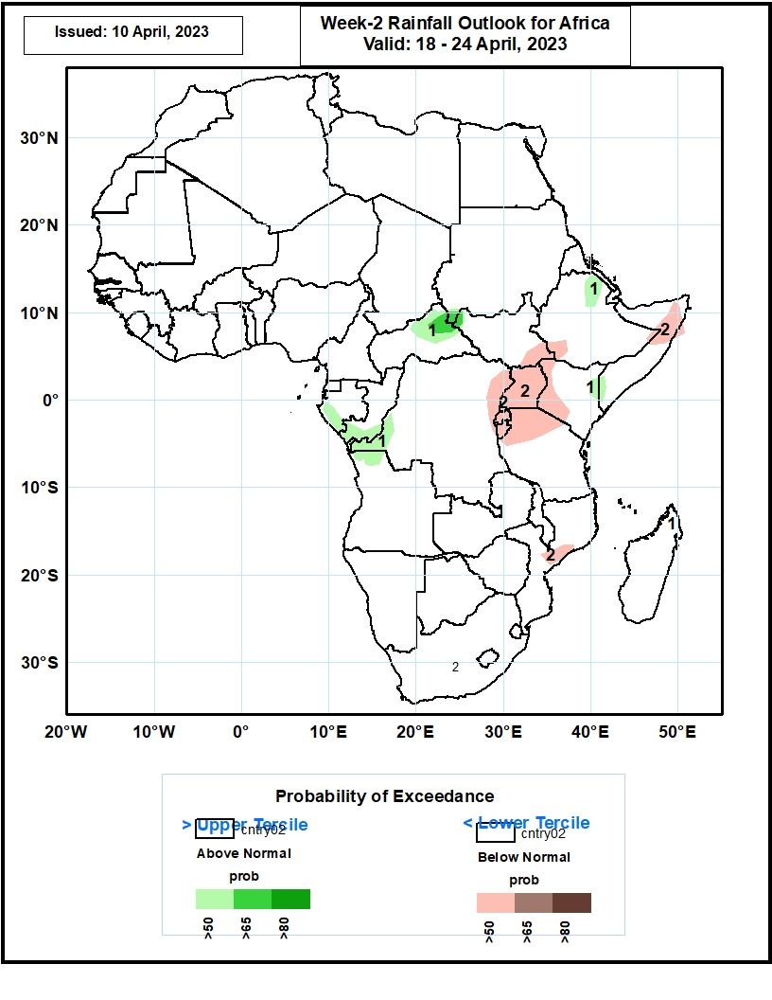 Issued: 10 April, 2023
Week-2 Rainfall Outlook for Africa
Valid: 18 - 24 April, 2023
30°N
20°N
10°N
0°
10°S
20°S
30°S
1
1
2
1
2
2
1
1
1
2
2
20°W
10°W
0°
10°E
20°E
30°E
40°E
50°E
Probability of Exceedance
> Upper Tercile
cntry02
Above Normal
prob
>50
>65
>80
< Lower Tercile
cntry02
Below Normal
prob
>50
>65
>80